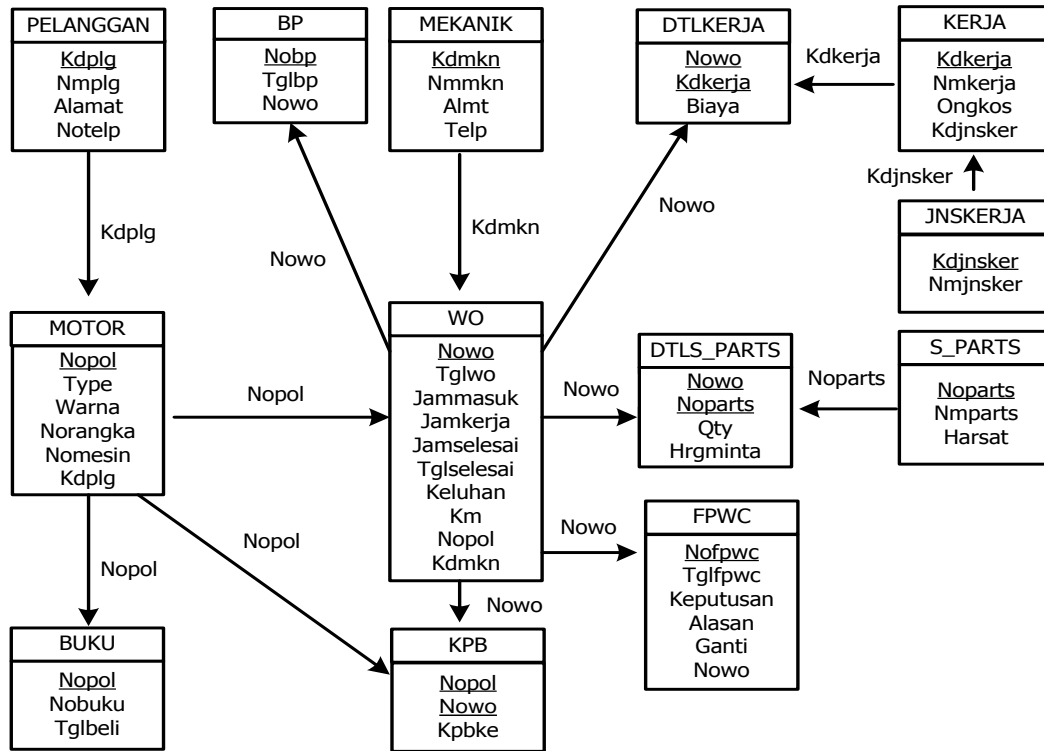 PELANGGAN
Kdplg
Nmplg
Alamat
Notelp
BP
Nobp
Tglbp
Nowo
MEKANIK
Kdmkn
Nmmkn
Almt
Telp
DTLKERJA
Nowo
Kdkerja
Biaya
Kdkerja
KERJA
Kdkerja
Nmkerja
Ongkos
Kdjnsker
Kdjnsker
JNSKERJA
Kdjnsker
Nmjnsker
Kdplg
Nowo
Kdmkn
Nowo
MOTOR
Nopol
Type
Warna
Norangka
Nomesin
Kdplg
Nopol
WO
Nowo
Tglwo
Jammasuk
Jamkerja
Jamselesai
Tglselesai
Keluhan
Km
Nopol
Kdmkn
Nowo
DTLS_PARTS
Nowo
Noparts
Qty
Hrgminta
Noparts
S_PARTS
Noparts
Nmparts
Harsat
Nopol
Nopol
Nowo
Nowo
FPWC
Nofpwc
Tglfpwc
Keputusan
Alasan
Ganti
Nowo
BUKU
Nopol
Nobuku
Tglbeli
KPB
Nopol
Nowo
Kpbke